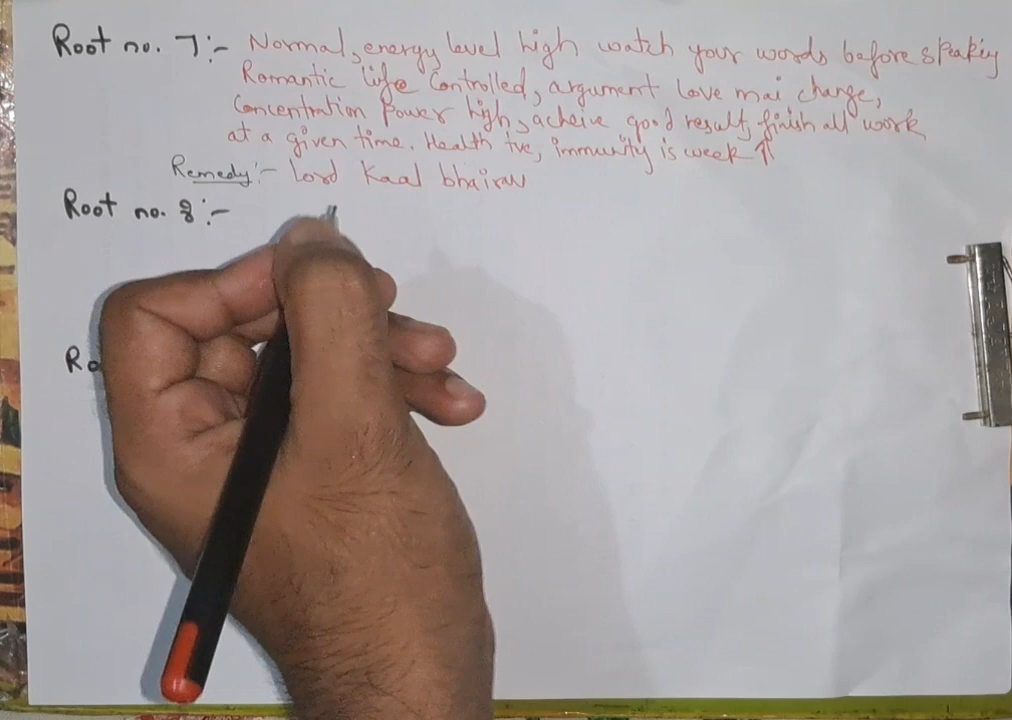 Root no. 7:- Normal, energy level high watch your words before speaking
Romantic life Controlled, argument Love mai change,
Concentration Power high, acheive good result, finish all work
at a given time. Health +ve, immunity is week ↑
Remedy:- Lord Kaal bhairav
Root no. 8:-
Ro